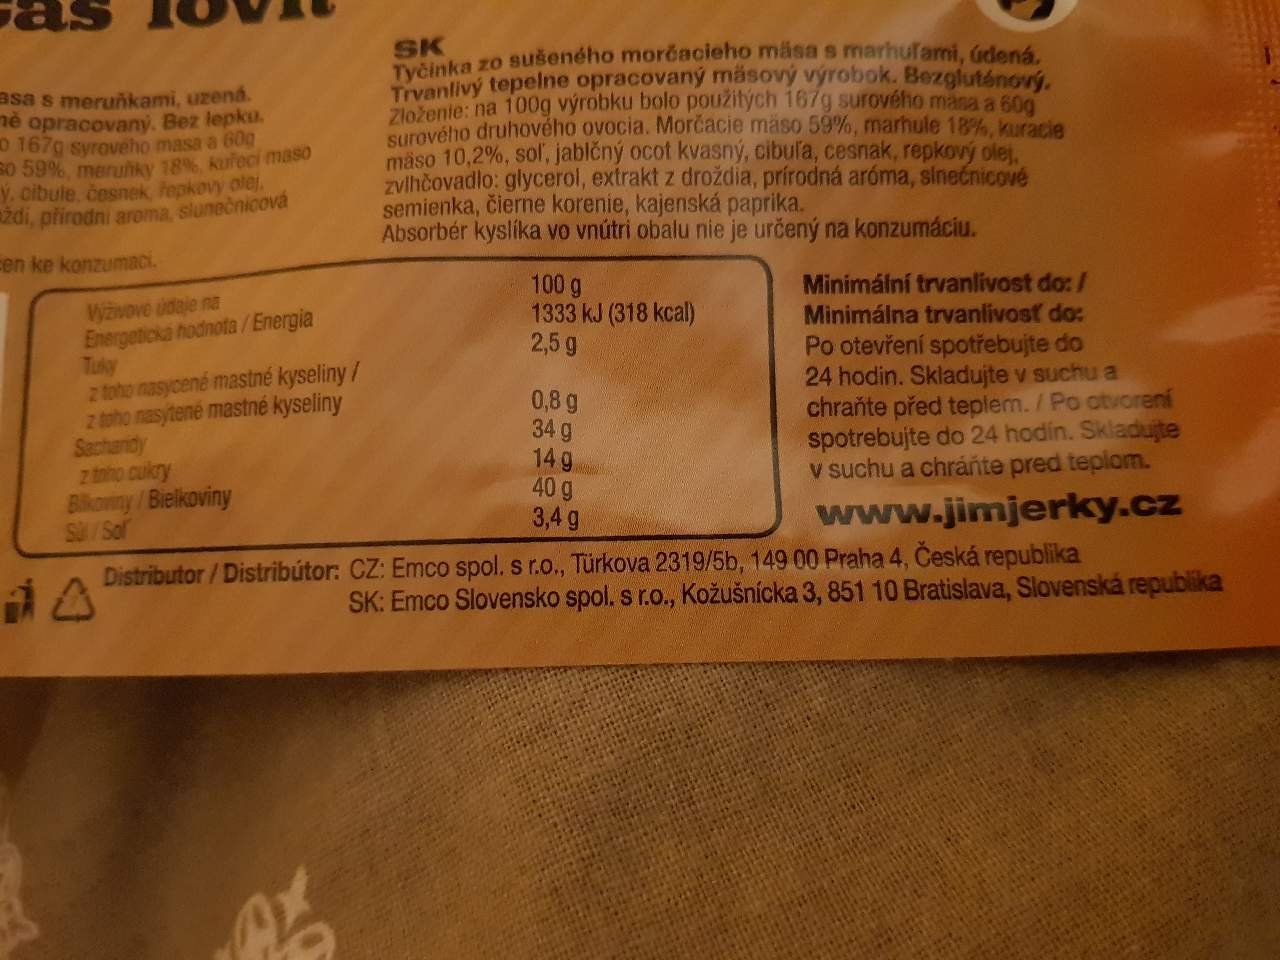 čas lovit
SK
Tyčinka zo sušeného morčacieho mäsa s marhuľami, údená.
Trvanlivý tepelne opracovaný mäsový výrobok. Bezgluténový.
Zloženie: na 100g výrobku bolo použitých 167g surového mäsa a 60g
surového druhového ovocia. Morčacie mäso 59%, marhule 18%, kuracie
mäso 10,2%, soľ, jablčný ocot kvasný, cibuľa, cesnak, repkový olej,
zvlhčovadlo: glycerol, extrakt z droždia, prírodná aróma, slnečnicové
semienka, čierne korenie, kajenská paprika.
Absorbér kyslíka vo vnútri obalu nie je určený na konzumáciu.
s meruňkami, uzená.
opracovaný. Bez lepku.
167g syrového masa a 60g
59%, meruňky 18%, kuřecí maso
cibule, česnek, řepkový olej,
přírodní aroma, slunečnicová
ke konzumaci.
Výživové údaje na 100 g
Energetická hodnota / Energia 1333 kJ (318 kcal)
Tuky 2,5 g
z toho nasycené mastné kyseliny /
z toho nasýtené mastné kyseliny 0,8 g
Sacharidy 34 g
z toho cukry 14 g
Bílkoviny / Bielkoviny 40 g
Sůl / Soľ 3,4 g
Minimální trvanlivost do: /
Minimálna trvanlivosť do:
Po otevření spotřebujte do
24 hodin. Skladujte v suchu a
chraňte před teplem. / Po otvorení
spotrebujte do 24 hodín. Skladujte
v suchu a chráňte pred teplom.
www.jimjerky.cz
Distributor / Distribútor: CZ: Emco spol. s r.o., Türkova 2319/5b, 149 00 Praha 4, Česká republika
SK: Emco Slovensko spol. s r.o., Kožušnícka 3, 851 10 Bratislava, Slovenská republika